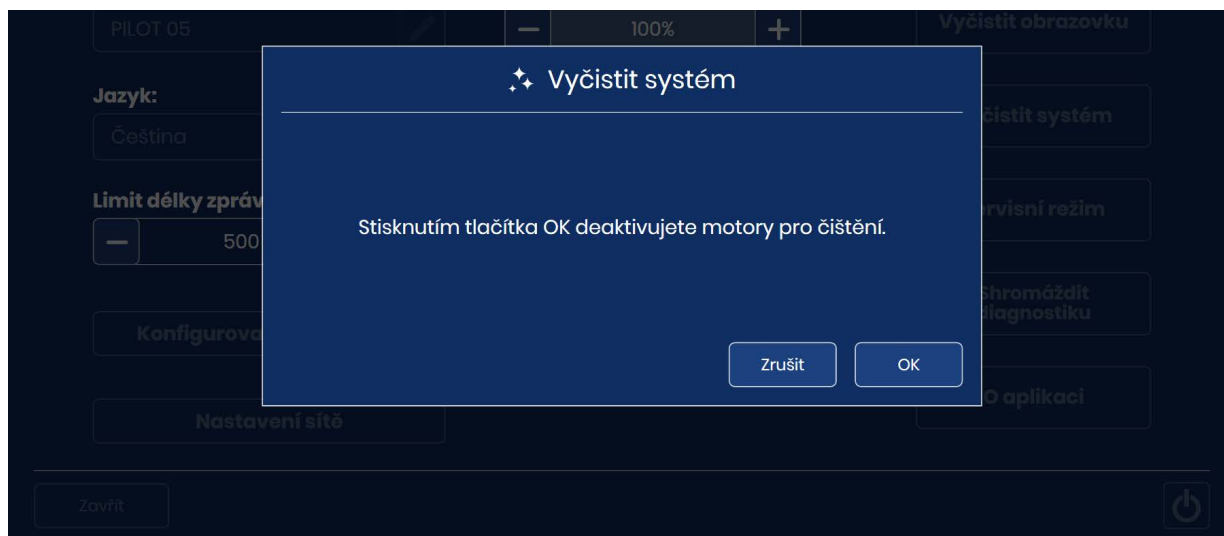 PILOT 05
100%
Vyčistit obrazovku
Vyčistit systém
Jazyk:
čistit systém
Čeština
Limit délky zpráv
rvisní režim
500
Stisknutím tlačítka OK deaktivujete motory pro čištění.
Shromáždit
diagnostiku
Konfigurova
Zrušit
OK
O aplikaci
Nastavení sítě
Zavřít